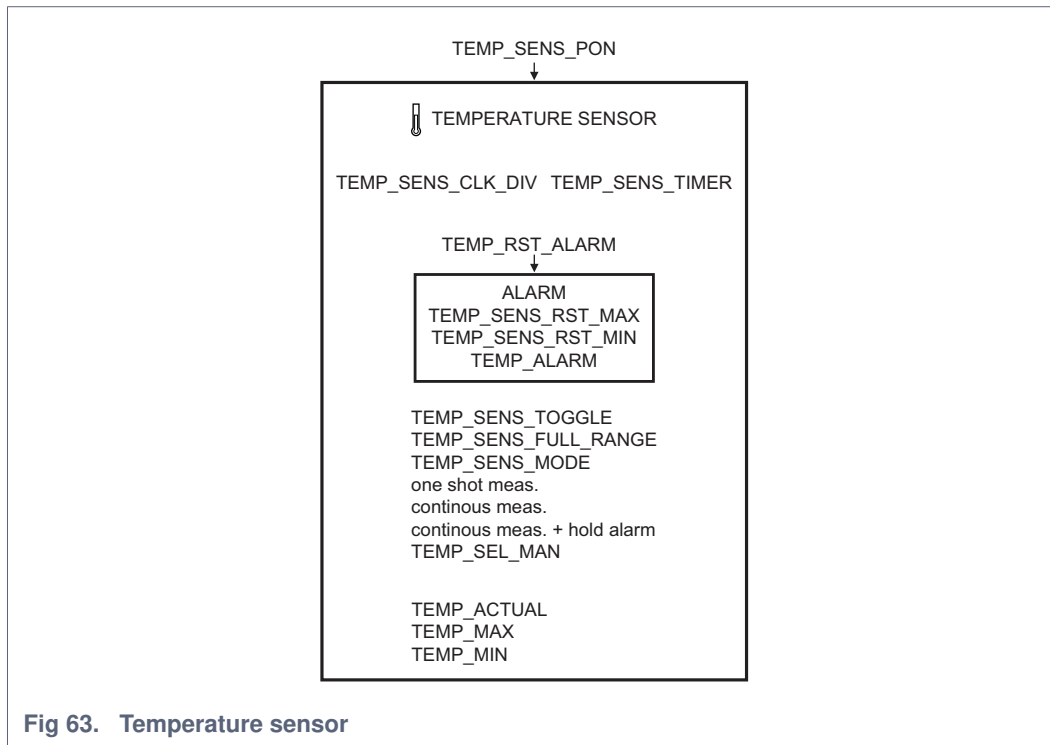 TEMP_SENS_PON
TEMPERATURE SENSOR
TEMP_SENS_CLK_DIV TEMP_SENS_TIMER
TEMP_RST_ALARM
ALARM
TEMP_SENS_RST_MAX
TEMP_SENS_RST_MIN
TEMP_ALARM
TEMP_SENS_TOGGLE
TEMP_SENS_FULL_RANGE
TEMP_SENS_MODE
one shot meas.
continous meas.
continous meas. + hold alarm
TEMP_SEL_MAN
TEMP_ACTUAL
TEMP_MAX
TEMP_MIN
Fig 63. Temperature sensor